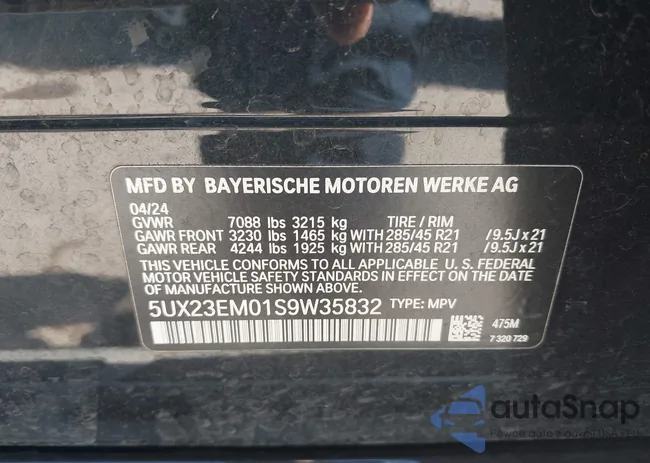 MFD BY BAYERISCHE MOTOREN WERKE AG
04/24
GVWR 7088 lbs 3215 kg TIRE / RIM
GAWR FRONT 3230 lbs 1465 kg WITH 285/45 R21 /9.5J x 21
GAWR REAR 4244 lbs 1925 kg WITH 285/45 R21 /9.5J x 21
THIS VEHICLE CONFORMS TO ALL APPLICABLE U. S. FEDERAL
MOTOR VEHICLE SAFETY STANDARDS IN EFFECT ON THE DATE
OF MANUFACTURE SHOWN ABOVE.
5UX23EM01S9W35832 TYPE: MPV
475M
7 320 729
autaSnap
Pewne auto z